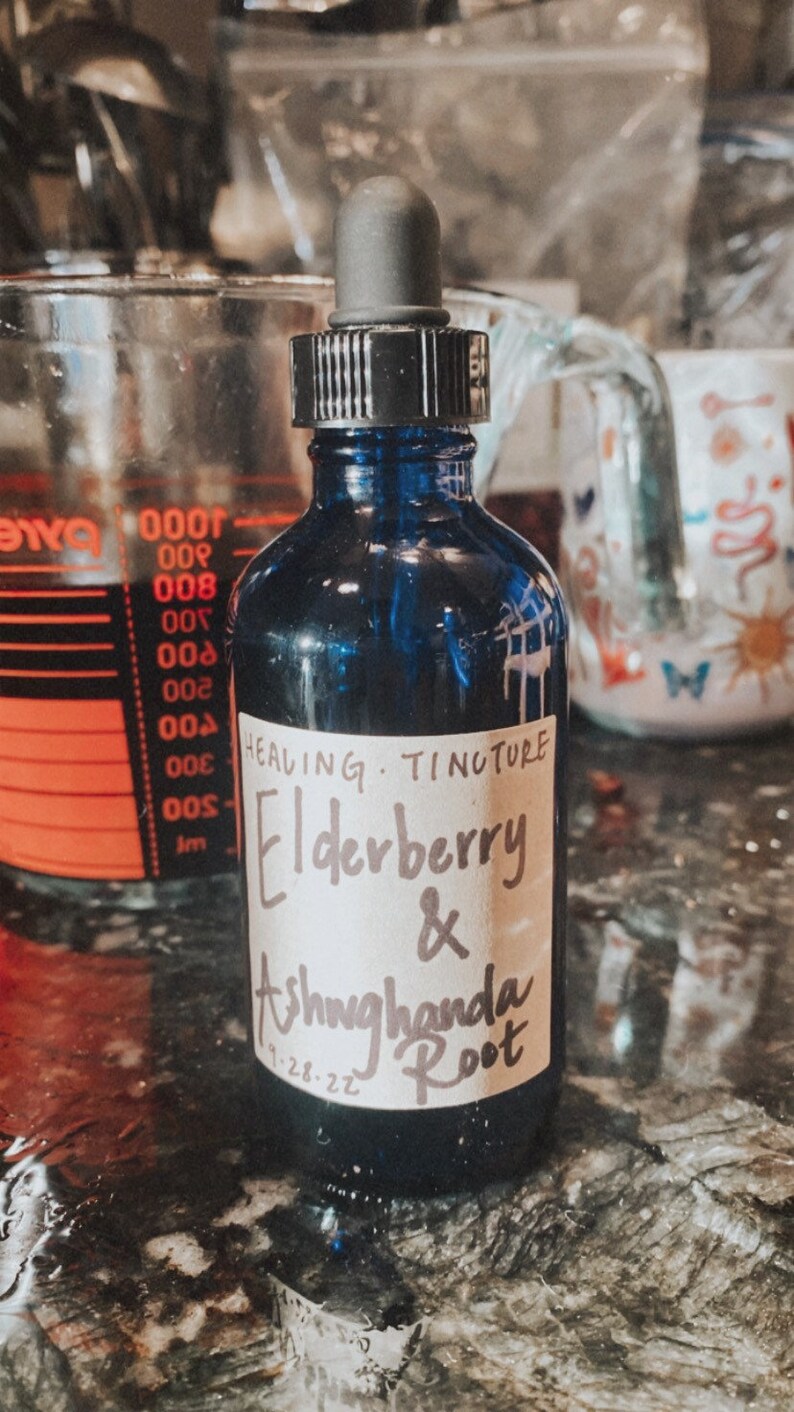 HEALING · TINCTURE
Elderberry
&
Ashwghanda
Root
9·28·22
pyrex
1000
900
800
700
600
500
400
300
200
ml